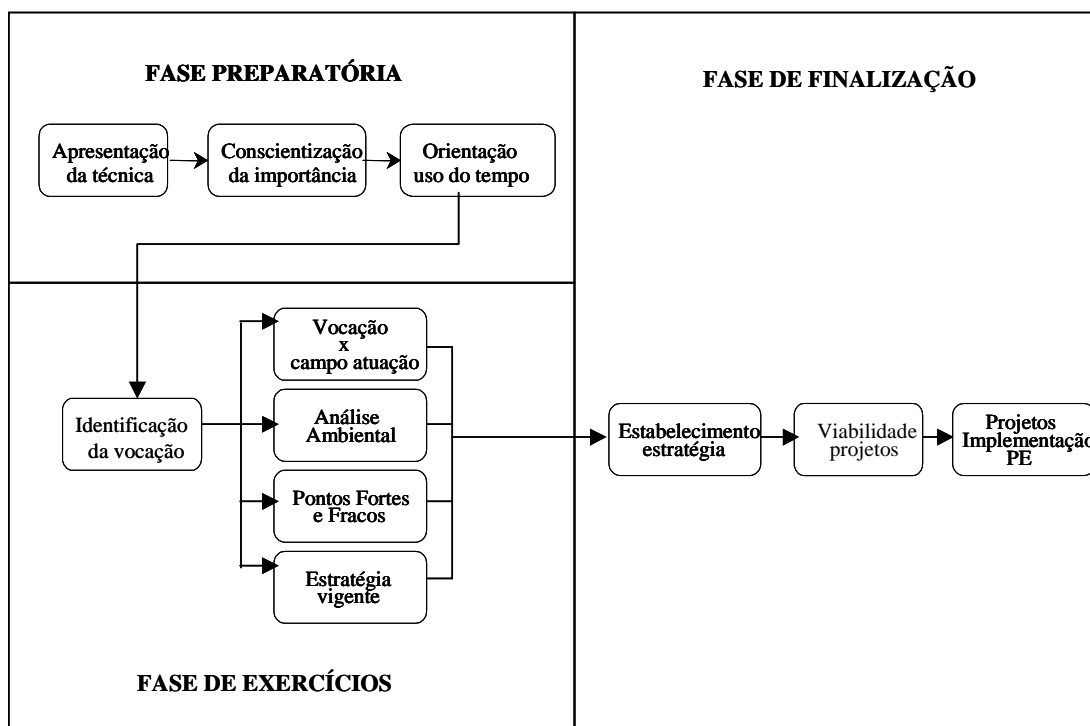 FASE PREPARATÓRIA
Apresentação
da técnica
Conscientização
da importância
Orientação
uso do tempo
FASE DE FINALIZAÇÃO
Identificação
da vocação
Vocação
x
campo atuação
Análise
Ambiental
Pontos Fortes
e Fracos
Estratégia
vigente
FASE DE EXERCÍCIOS
Estabelecimento
estratégia
Viabilidade
projetos
Projetos
Implementação
PE